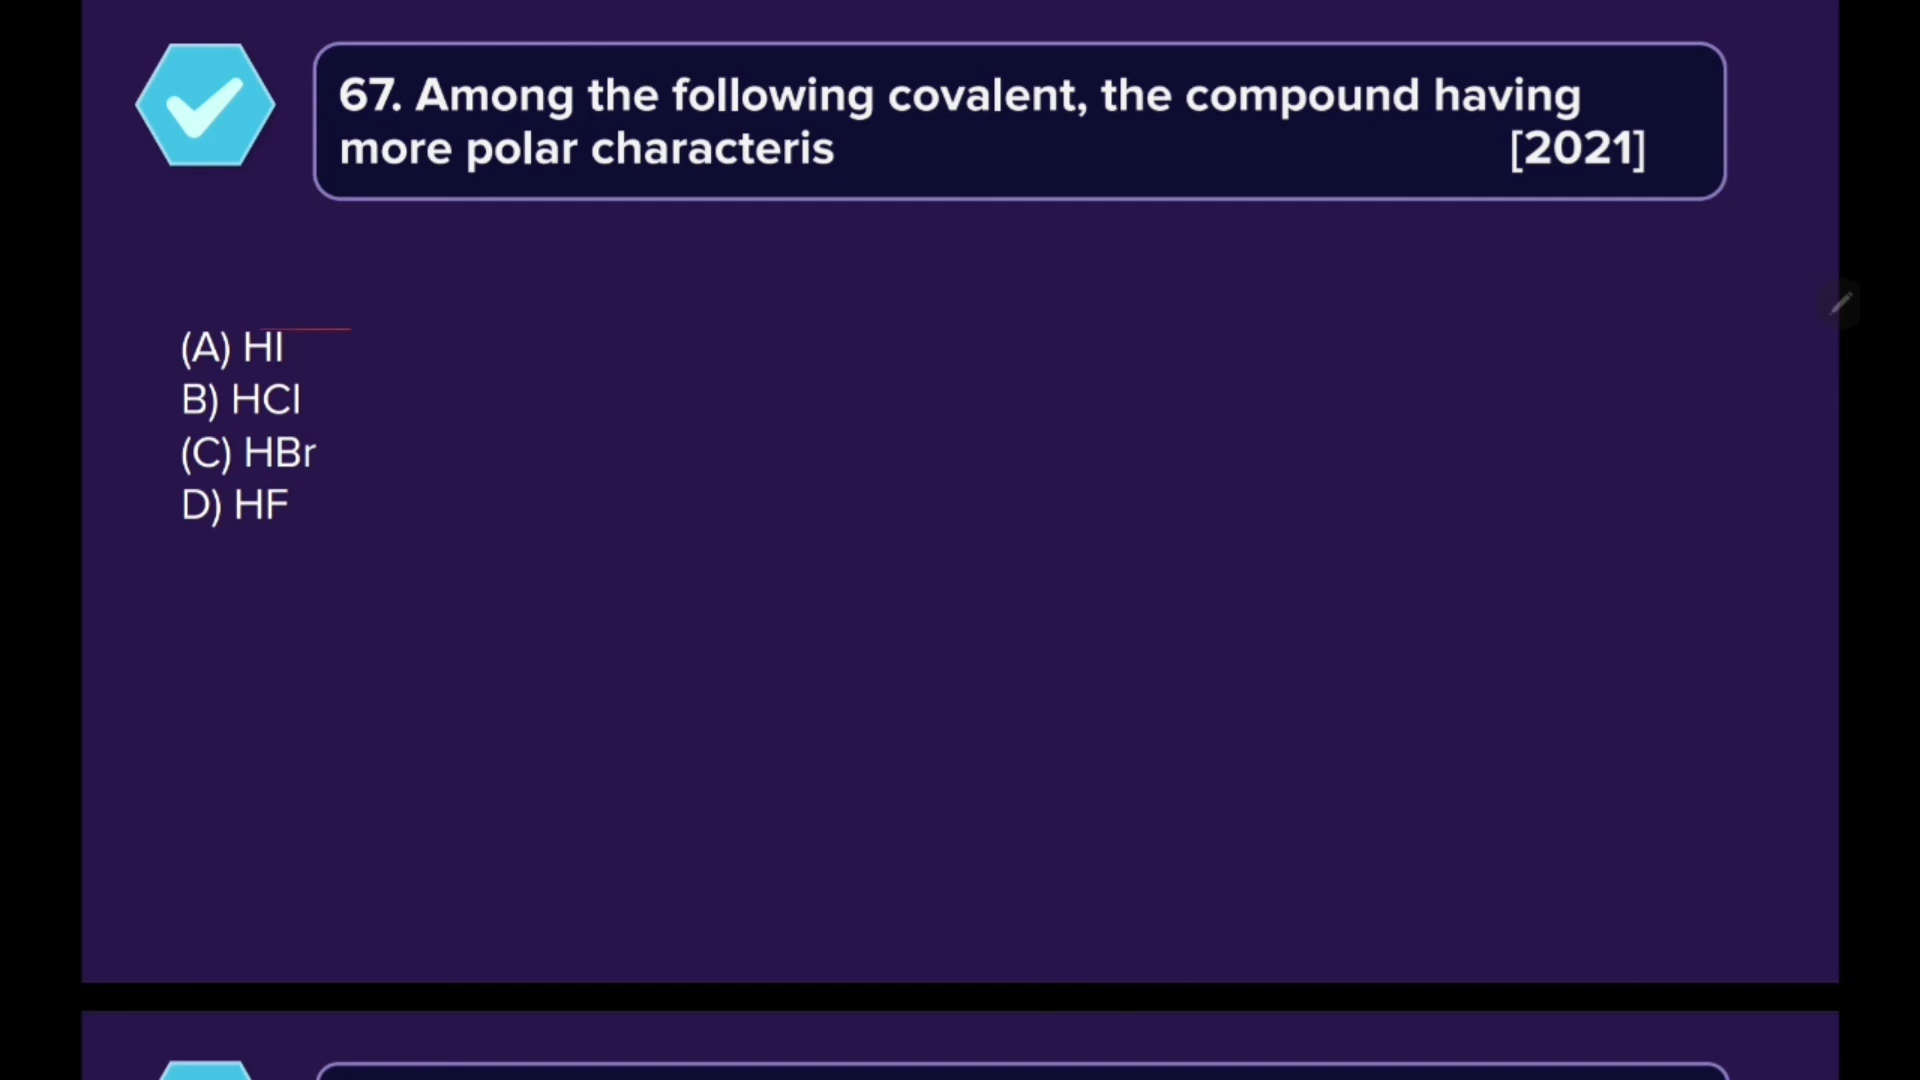 67. Among the following covalent, the compound having
more polar characteris [2021]
(A) HI
B) HCl
(C) HBr
D) HF